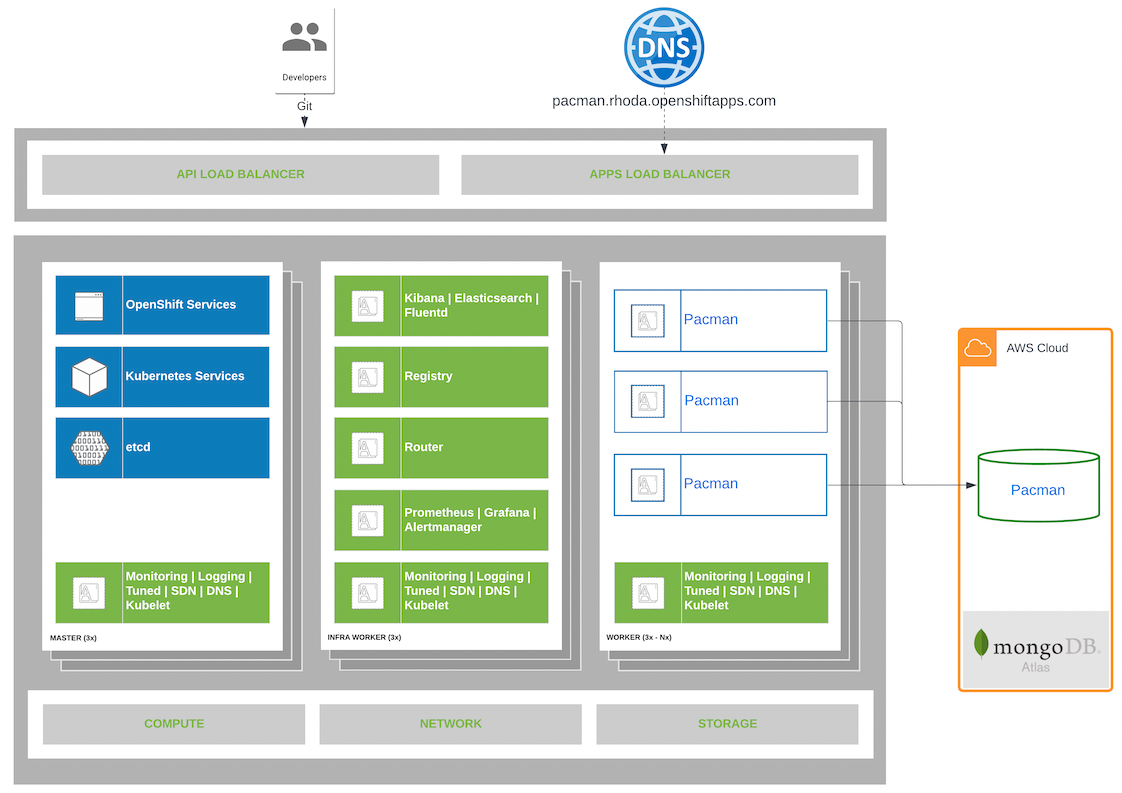 Developers
Git
DNS
pacman.rhoda.openshiftapps.com
API LOAD BALANCER
APPS LOAD BALANCER
OpenShift Services
Kubernetes Services
etcd
Monitoring | Logging |
Tuned | SDN | DNS |
Kubelet
MASTER (3x)
Kibana | Elasticsearch |
Fluentd
Registry
Router
Prometheus | Grafana |
Alertmanager
Monitoring | Logging |
Tuned | SDN | DNS |
Kubelet
INFRA WORKER (3x)
Pacman
Pacman
Pacman
Monitoring | Logging |
Tuned | SDN | DNS |
Kubelet
WORKER (3x - Nx)
AWS Cloud
Pacman
mongoDB
Atlas
COMPUTE
NETWORK
STORAGE